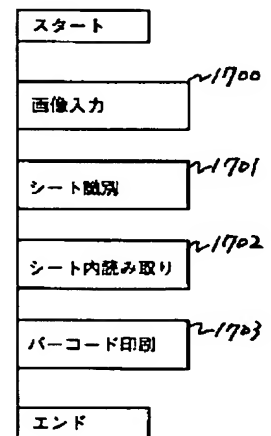 スタート
1700
画像入力
1701
シート識別
1702
シート内読み取り
1703
バーコード印刷
エンド